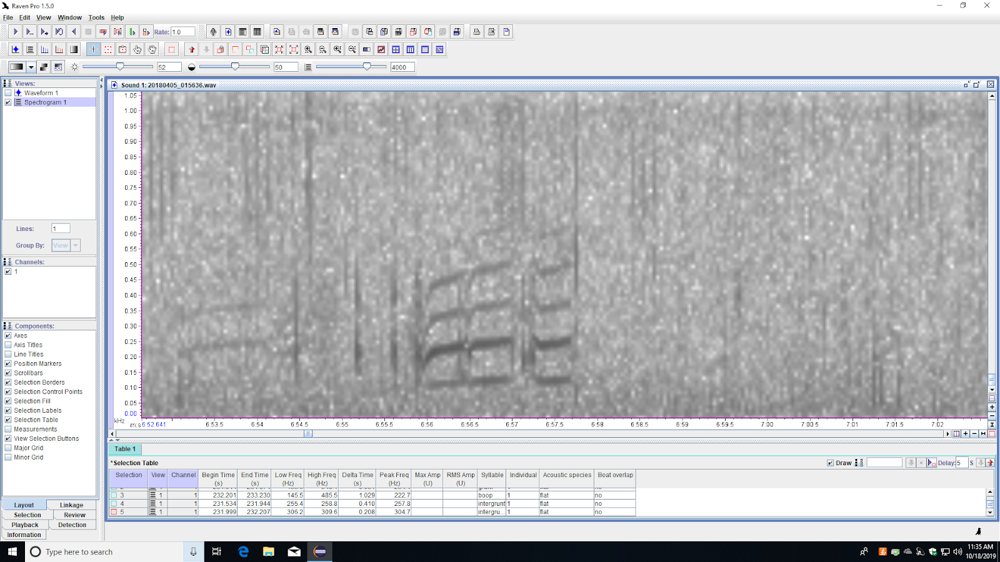 Raven Pro 1.5.0
File Edit View Window Tools Help
Rate: 1.0
52 50 4000
Views:
Waveform 1
Spectrogram 1
Lines: 1
Group By: View
Channels:
1
Components:
Axes
Axis Titles
Line Titles
Position Markers
Scrollbars
Selection Borders
Selection Control Points
Selection Fill
Selection Labels
Selection Table
Measurements
View Selection Buttons
Major Grid
Minor Grid
Layout Linkage
Selection Review
Playback Detection
Information
Sound 1: 20180405_015636.wav
1.05
1.00
0.95
0.90
0.85
0.80
0.75
0.70
0.65
0.60
0.55
0.50
0.45
0.40
0.35
0.30
0.25
0.20
0.15
0.10
0.05
0.00
kHz
m:s 6:52.641 6:53.5 6:54 6:54.5 6:55 6:55.5 6:56 6:56.5 6:57 6:57.5 6:58 6:58.5 6:59 6:59.5 7:00 7:00.5 7:01 7:01.5 7:02
Table 1
*Selection Table Draw Delay: 5 S
Selection View Channel Begin Time (s) End Time (s) Low Freq (Hz) High Freq (Hz) Delta Time (s) Peak Freq (Hz) Max Amp (U) RMS Amp (U) Syllable Individual Acoustic species Boat overlap
3 1 1 232.201 233.230 145.5 485.5 1.029 222.7 boop 1 flat no
4 1 1 231.534 231.944 255.4 258.8 0.410 257.8 intergrunt 1 flat no
5 1 1 231.999 232.207 306.2 309.6 0.208 304.7 intergru... 1 flat no
Type here to search
11:35 AM
10/18/2019